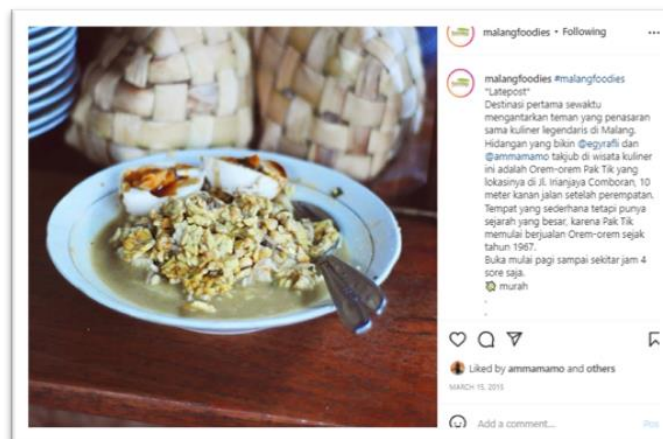 malangfoodies • Following
malangfoodies #malangfoodies
"Latepost"
Destinasi pertama sewaktu
mengantarkan teman yang penasaran
sama kuliner legendaris di Malang.
Hidangan yang bikin @egyrafli dan
@ammamamo takjub di wisata kuliner
ini adalah Orem-orem Pak Tik yang
lokasinya di Jl. Irianjaya Comboran, 10
meter kanan jalan setelah perempatan.
Tempat yang sederhana tetapi punya
sejarah yang besar, karena Pak Tik
memulai berjualan Orem-orem sejak
tahun 1967.
Buka mulai pagi sampai sekitar jam 4
sore saja.
murah
.
.
Liked by ammamamo and others
MARCH 15, 2015
Add a comment...
Pos